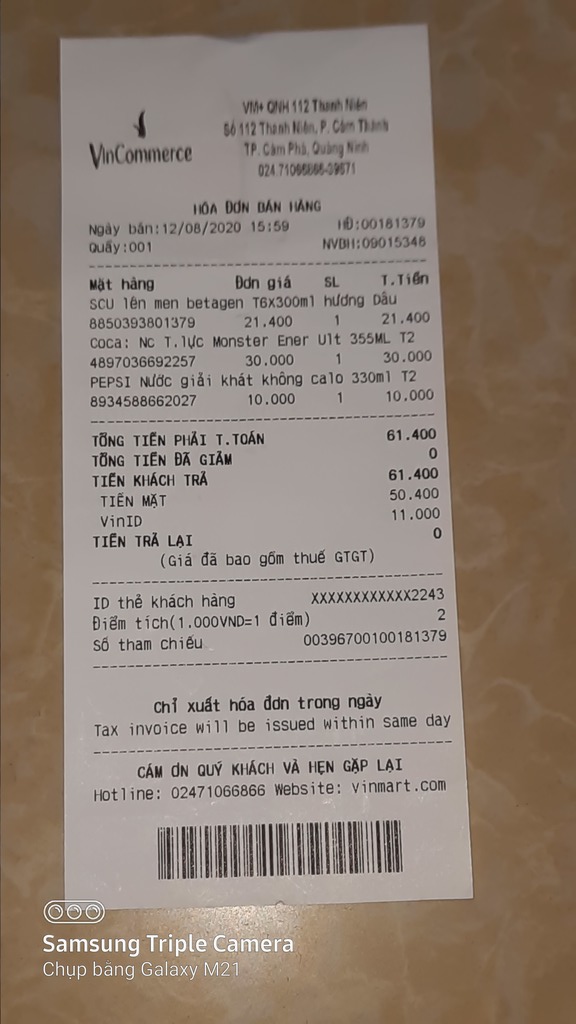 VinCommerce
VM+ QNH 112 Thanh Niên
Số 112 Thanh Niên, P. Cẩm Thành
TP. Cẩm Phả, Quảng Ninh
024.71066866-39671
HÓA ĐƠN BÁN HÀNG
Ngày bán:12/08/2020 15:59 HĐ:00181379
Quầy:001 NVBH:09015346
Mặt hàng Đơn giá SL T.Tiền
SCU lên men betagen T6X300ml hương Dâu
8850393801379 21.400 1 21.400
Coca: NC T.lực Monster Ener Ult 355ML T2
4897036692257 30.000 1 30.000
PEPSI Nước giải khát không calo 330ml T2
8934588662027 10.000 1 10.000
TỔNG TIỀN PHẢI T.TOÁN 61.400
TỔNG TIỀN ĐÃ GIẢM 0
TIỀN KHÁCH TRẢ 61.400
TIỀN MẶT 50.400
VinID 11.000
TIỀN TRẢ LẠI 0
(Giá đã bao gồm thuế GTGT)
ID thẻ khách hàng XXXXXXXXXXXX2243
Điểm tích(1.000VND=1 điểm) 2
Số tham chiếu 00396700100181379
Chỉ xuất hóa đơn trong ngày
Tax invoice will be issued within same day
CÁM ƠN QUÝ KHÁCH VÀ HẸN GẶP LẠI
Hotline: 02471066866 Website: vinmart.com
Samsung Triple Camera
Chụp bằng Galaxy M21